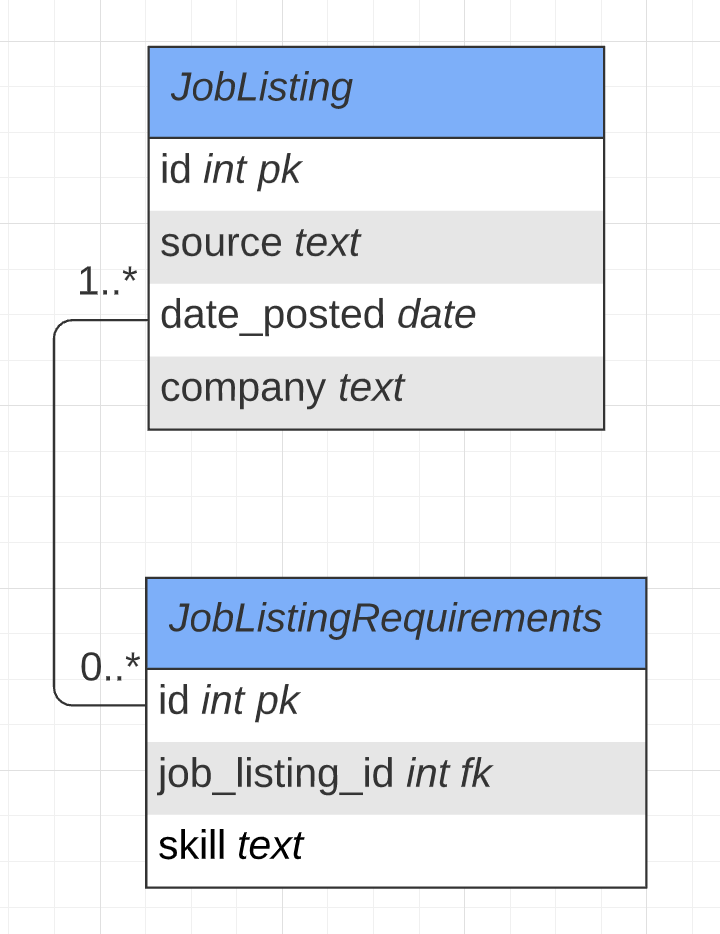 JobListing
id int pk
source text
1..*
date_posted date
company text
JobListingRequirements
0..*
id int pk
job_listing_id int fk
skill text